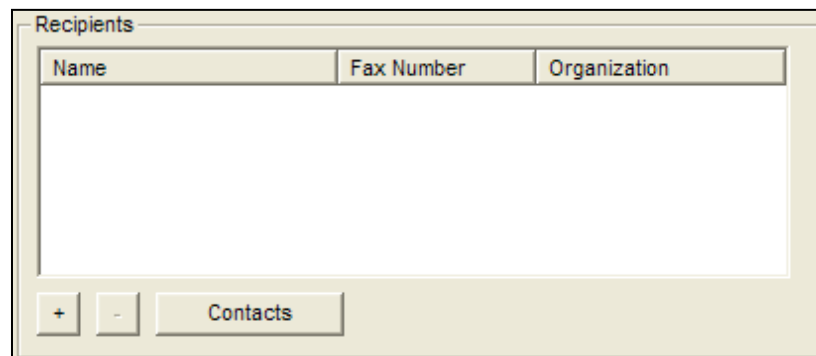 Recipients
Name Fax Number Organization
+ - Contacts